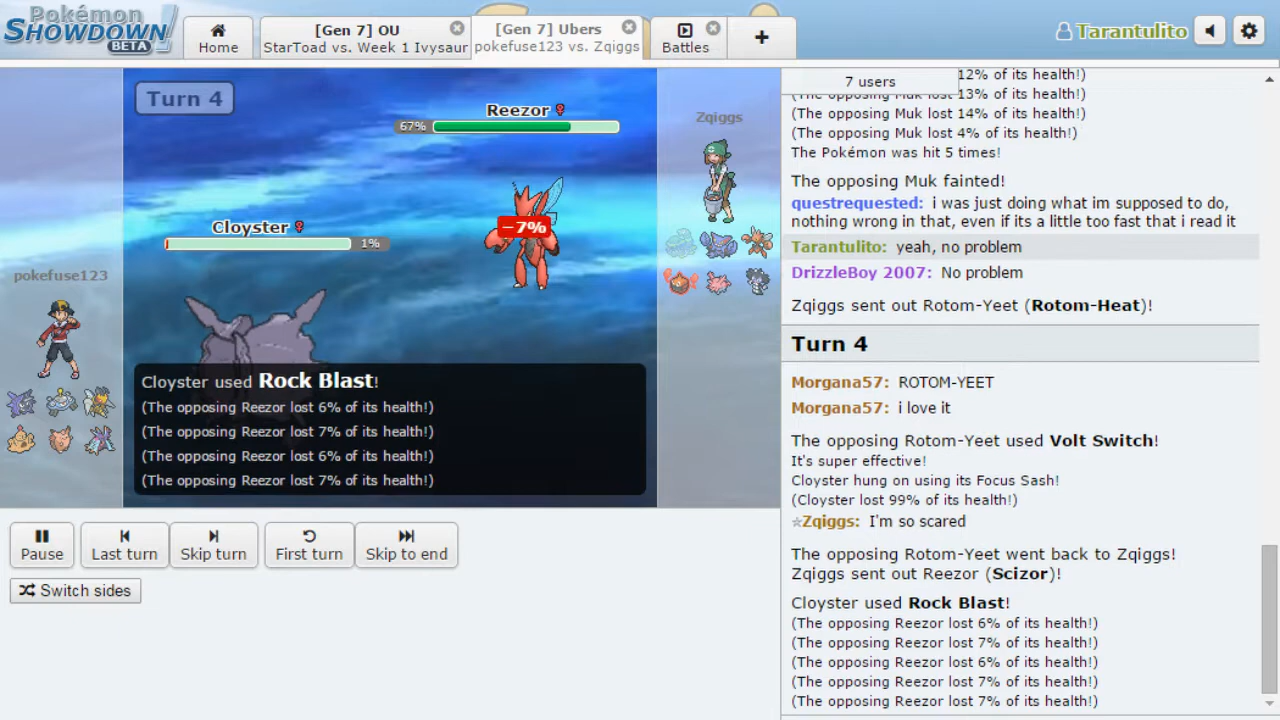 Pokémon
SHOWDOWN!
BETA
Home
[Gen 7] OU
StarToad vs. Week 1 Ivysaur
[Gen 7] Ubers
pokefuse123 vs. Zqiggs
Battles
+
Tarantulito
Turn 4
Reezor
67%
−7%
Cloyster
1%
pokefuse123
Zqiggs
Cloyster used Rock Blast!
(The opposing Reezor lost 6% of its health!)
(The opposing Reezor lost 7% of its health!)
(The opposing Reezor lost 6% of its health!)
(The opposing Reezor lost 7% of its health!)
Pause
Last turn
Skip turn
First turn
Skip to end
Switch sides
7 users
12% of its health!)
(The opposing Muk lost 13% of its health!)
(The opposing Muk lost 14% of its health!)
(The opposing Muk lost 4% of its health!)
The Pokémon was hit 5 times!
The opposing Muk fainted!
questrequested: i was just doing what im supposed to do,
nothing wrong in that, even if its a little too fast that i read it
Tarantulito: yeah, no problem
DrizzleBoy 2007: No problem
Zqiggs sent out Rotom-Yeet (Rotom-Heat)!
Turn 4
Morgana57: ROTOM-YEET
Morgana57: i love it
The opposing Rotom-Yeet used Volt Switch!
It's super effective!
Cloyster hung on using its Focus Sash!
(Cloyster lost 99% of its health!)
☆Zqiggs: I'm so scared
The opposing Rotom-Yeet went back to Zqiggs!
Zqiggs sent out Reezor (Scizor)!
Cloyster used Rock Blast!
(The opposing Reezor lost 6% of its health!)
(The opposing Reezor lost 7% of its health!)
(The opposing Reezor lost 6% of its health!)
(The opposing Reezor lost 7% of its health!)
(The opposing Reezor lost 7% of its health!)